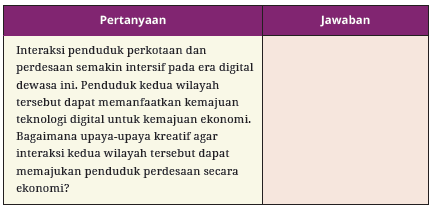 Pertanyaan
Jawaban
Interaksi penduduk perkotaan dan
perdesaan semakin intersif pada era digital
dewasa ini. Penduduk kedua wilayah
tersebut dapat memanfaatkan kemajuan
teknologi digital untuk kemajuan ekonomi.
Bagaimana upaya-upaya kreatif agar
interaksi kedua wilayah tersebut dapat
memajukan penduduk perdesaan secara
ekonomi?